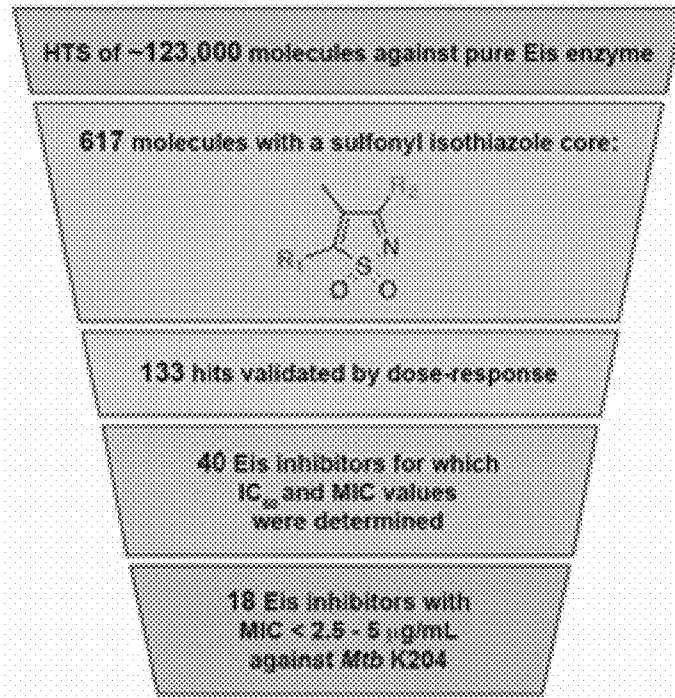 HTS of ~123,000 molecules against pure Eis enzyme
617 molecules with a sulfonyl isothiazole core:
R₂
N
R₁
S
O O
133 hits validated by dose-response
40 Eis inhibitors for which
IC₅₀ and MIC values
were determined
18 Eis inhibitors with
MIC < 2.5 - 5 µg/mL
against Mtb K204